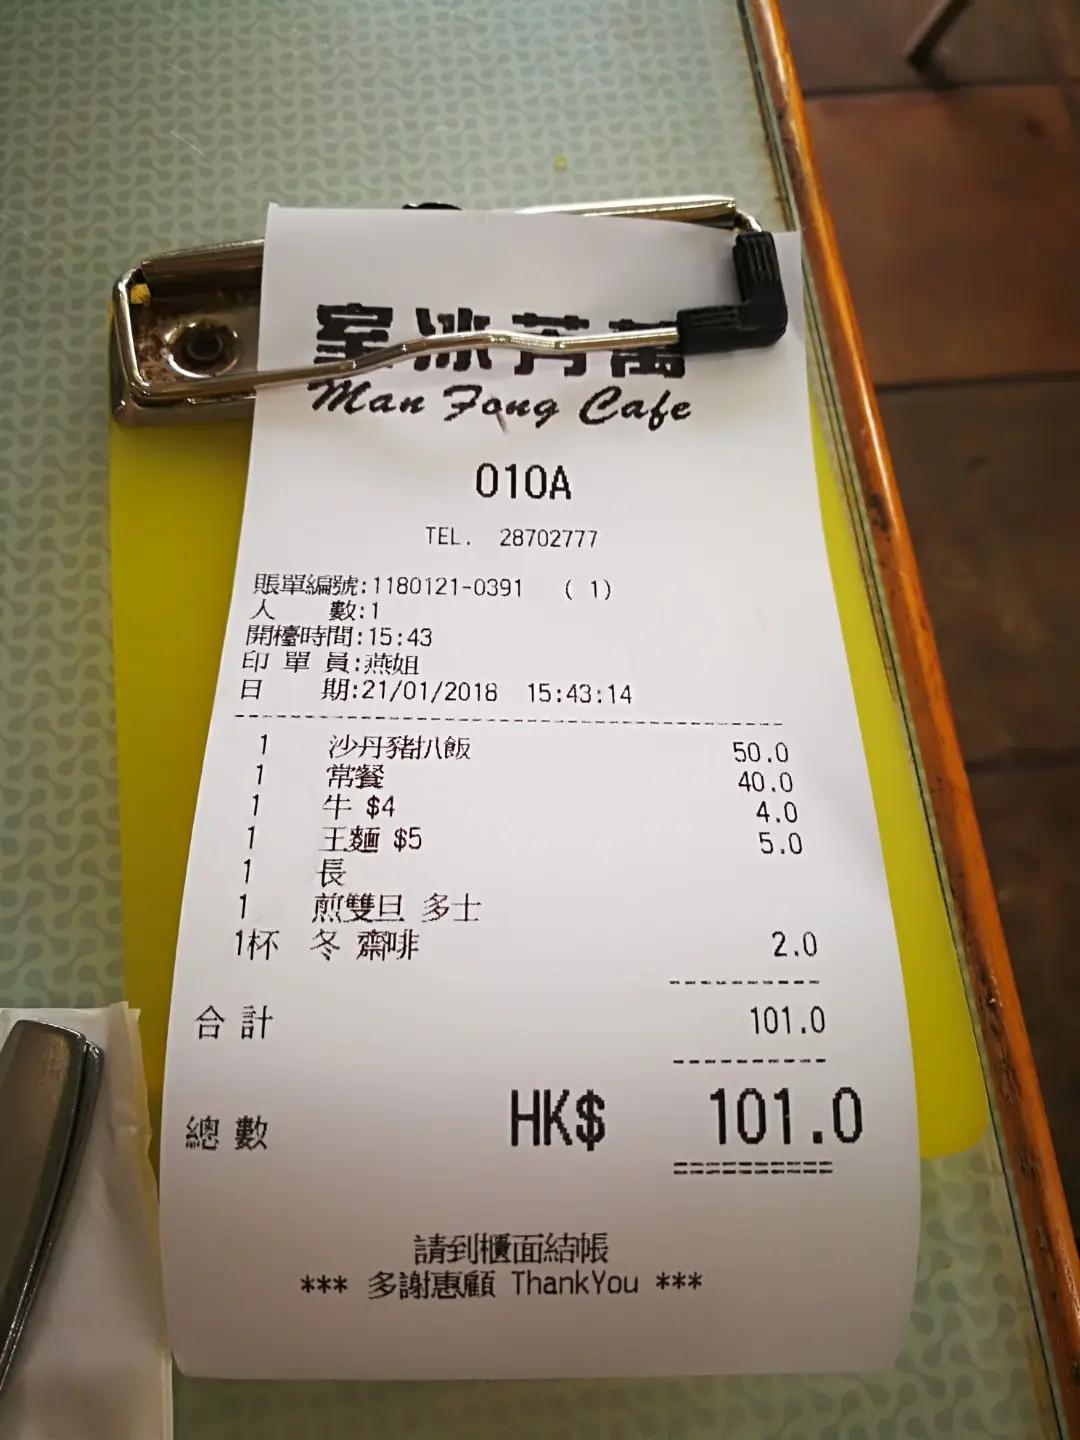 室冰芳萬
Man Fong Cafe
010A
TEL. 28702777
賬單編號:1180121-0391 ( 1)
人 數:1
開檯時間:15:43
印 單 員:燕姐
日 期:21/01/2018 15:43:14
1 沙丹豬扒飯 50.0
1 常餐 40.0
1 牛 $4 4.0
1 王麵 $5 5.0
1 長
1 煎雙旦 多士
1杯 冬 齋啡 2.0
合 計 101.0
總 數 HK$ 101.0
請到櫃面結帳
*** 多謝惠顧 ThankYou ***